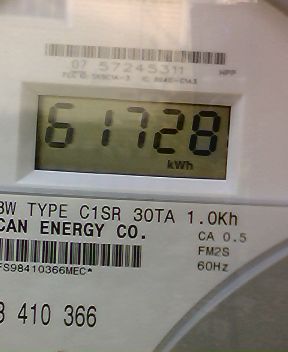 07 57245311
61728
kWh
3W TYPE C1SR 30TA 1.0Kh
CAN ENERGY CO.
CA 0.5
FM2S
60Hz
FS98410366MEC*
410 366